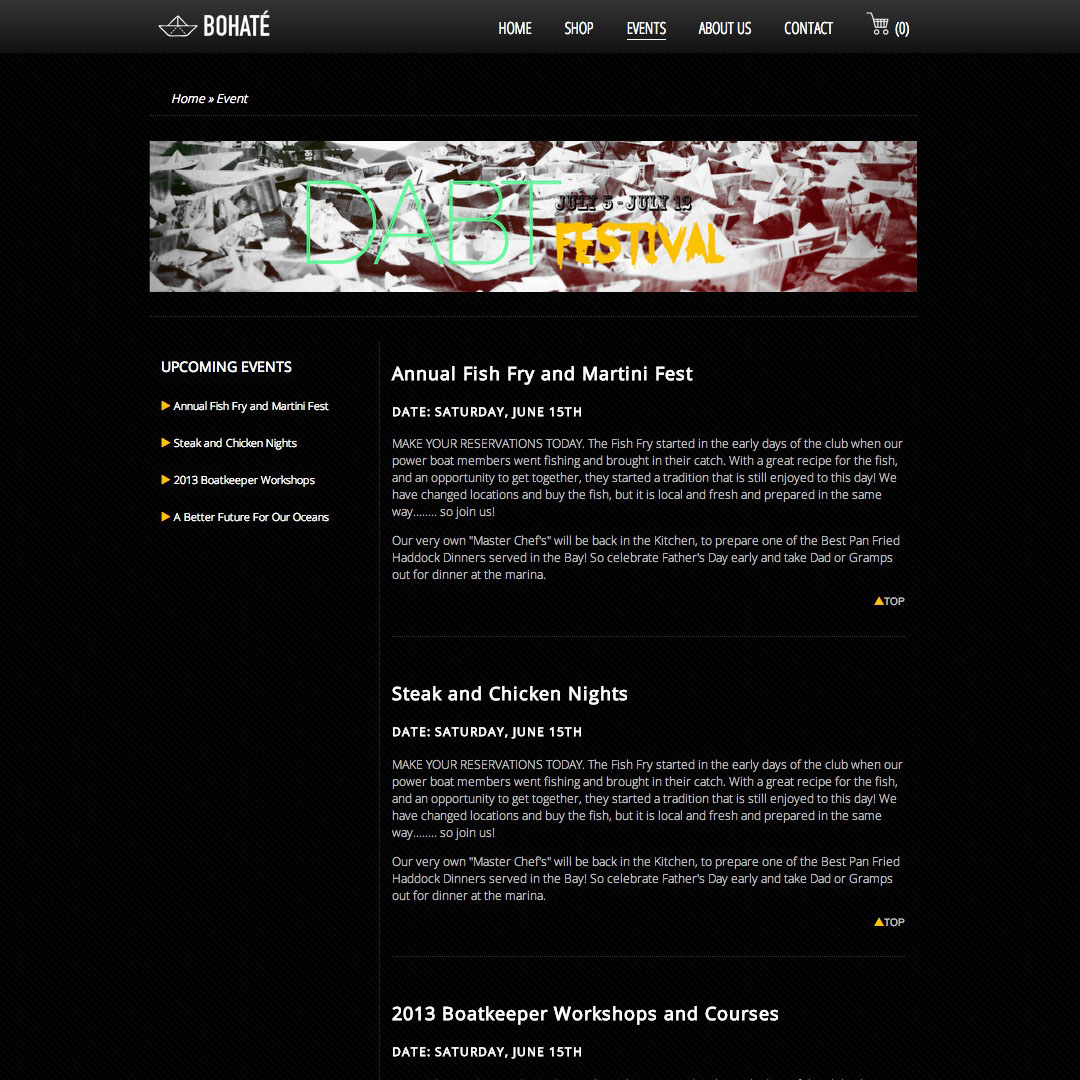 BOHATÉ
HOME SHOP EVENTS ABOUT US CONTACT (0)
Home » Event
DABT
JULY 5 - JULY 12
FESTIVAL
UPCOMING EVENTS
Annual Fish Fry and Martini Fest
Steak and Chicken Nights
2013 Boatkeeper Workshops
A Better Future For Our Oceans
Annual Fish Fry and Martini Fest
DATE: SATURDAY, JUNE 15TH
MAKE YOUR RESERVATIONS TODAY. The Fish Fry started in the early days of the club when our
power boat members went fishing and brought in their catch. With a great recipe for the fish,
and an opportunity to get together, they started a tradition that is still enjoyed to this day! We
have changed locations and buy the fish, but it is local and fresh and prepared in the same
way........ so join us!
Our very own "Master Chef's" will be back in the Kitchen, to prepare one of the Best Pan Fried
Haddock Dinners served in the Bay! So celebrate Father's Day early and take Dad or Gramps
out for dinner at the marina.
TOP
Steak and Chicken Nights
DATE: SATURDAY, JUNE 15TH
MAKE YOUR RESERVATIONS TODAY. The Fish Fry started in the early days of the club when our
power boat members went fishing and brought in their catch. With a great recipe for the fish,
and an opportunity to get together, they started a tradition that is still enjoyed to this day! We
have changed locations and buy the fish, but it is local and fresh and prepared in the same
way........ so join us!
Our very own "Master Chef's" will be back in the Kitchen, to prepare one of the Best Pan Fried
Haddock Dinners served in the Bay! So celebrate Father's Day early and take Dad or Gramps
out for dinner at the marina.
TOP
2013 Boatkeeper Workshops and Courses
DATE: SATURDAY, JUNE 15TH